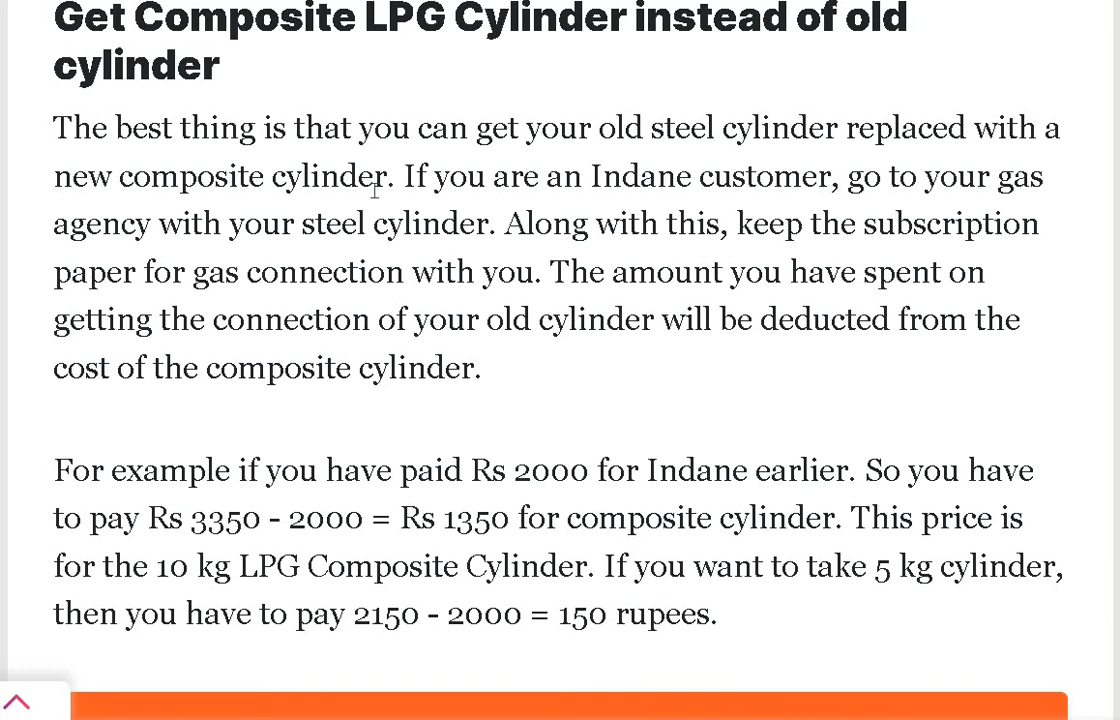 Get Composite LPG Cylinder instead of old
cylinder
The best thing is that you can get your old steel cylinder replaced with a
new composite cylinder. If you are an Indane customer, go to your gas
agency with your steel cylinder. Along with this, keep the subscription
paper for gas connection with you. The amount you have spent on
getting the connection of your old cylinder will be deducted from the
cost of the composite cylinder.
For example if you have paid Rs 2000 for Indane earlier. So you have
to pay Rs 3350 - 2000 = Rs 1350 for composite cylinder. This price is
for the 10 kg LPG Composite Cylinder. If you want to take 5 kg cylinder,
then you have to pay 2150 - 2000 = 150 rupees.